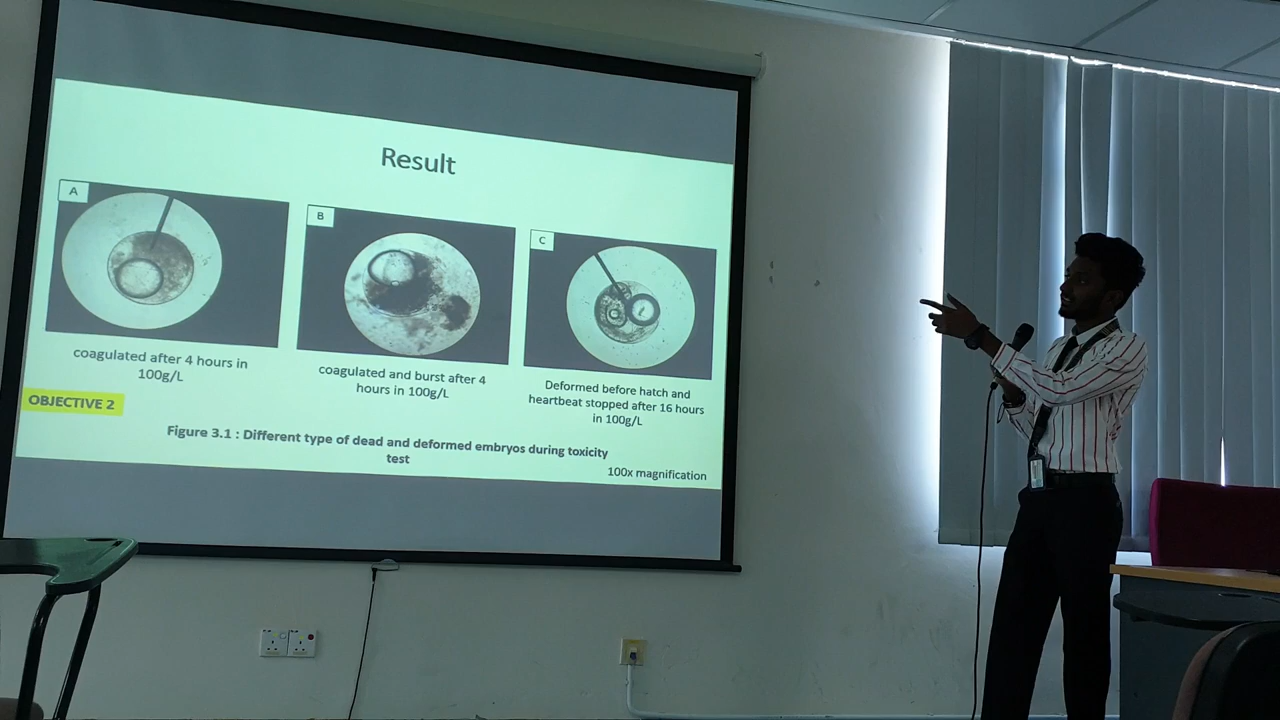 Result
A
B
C
coagulated after 4 hours in
100g/L
coagulated and burst after 4
hours in 100g/L
Deformed before hatch and
heartbeat stopped after 16 hours
in 100g/L
OBJECTIVE 2
Figure 3.1 : Different type of dead and deformed embryos during toxicity
test
100x magnification